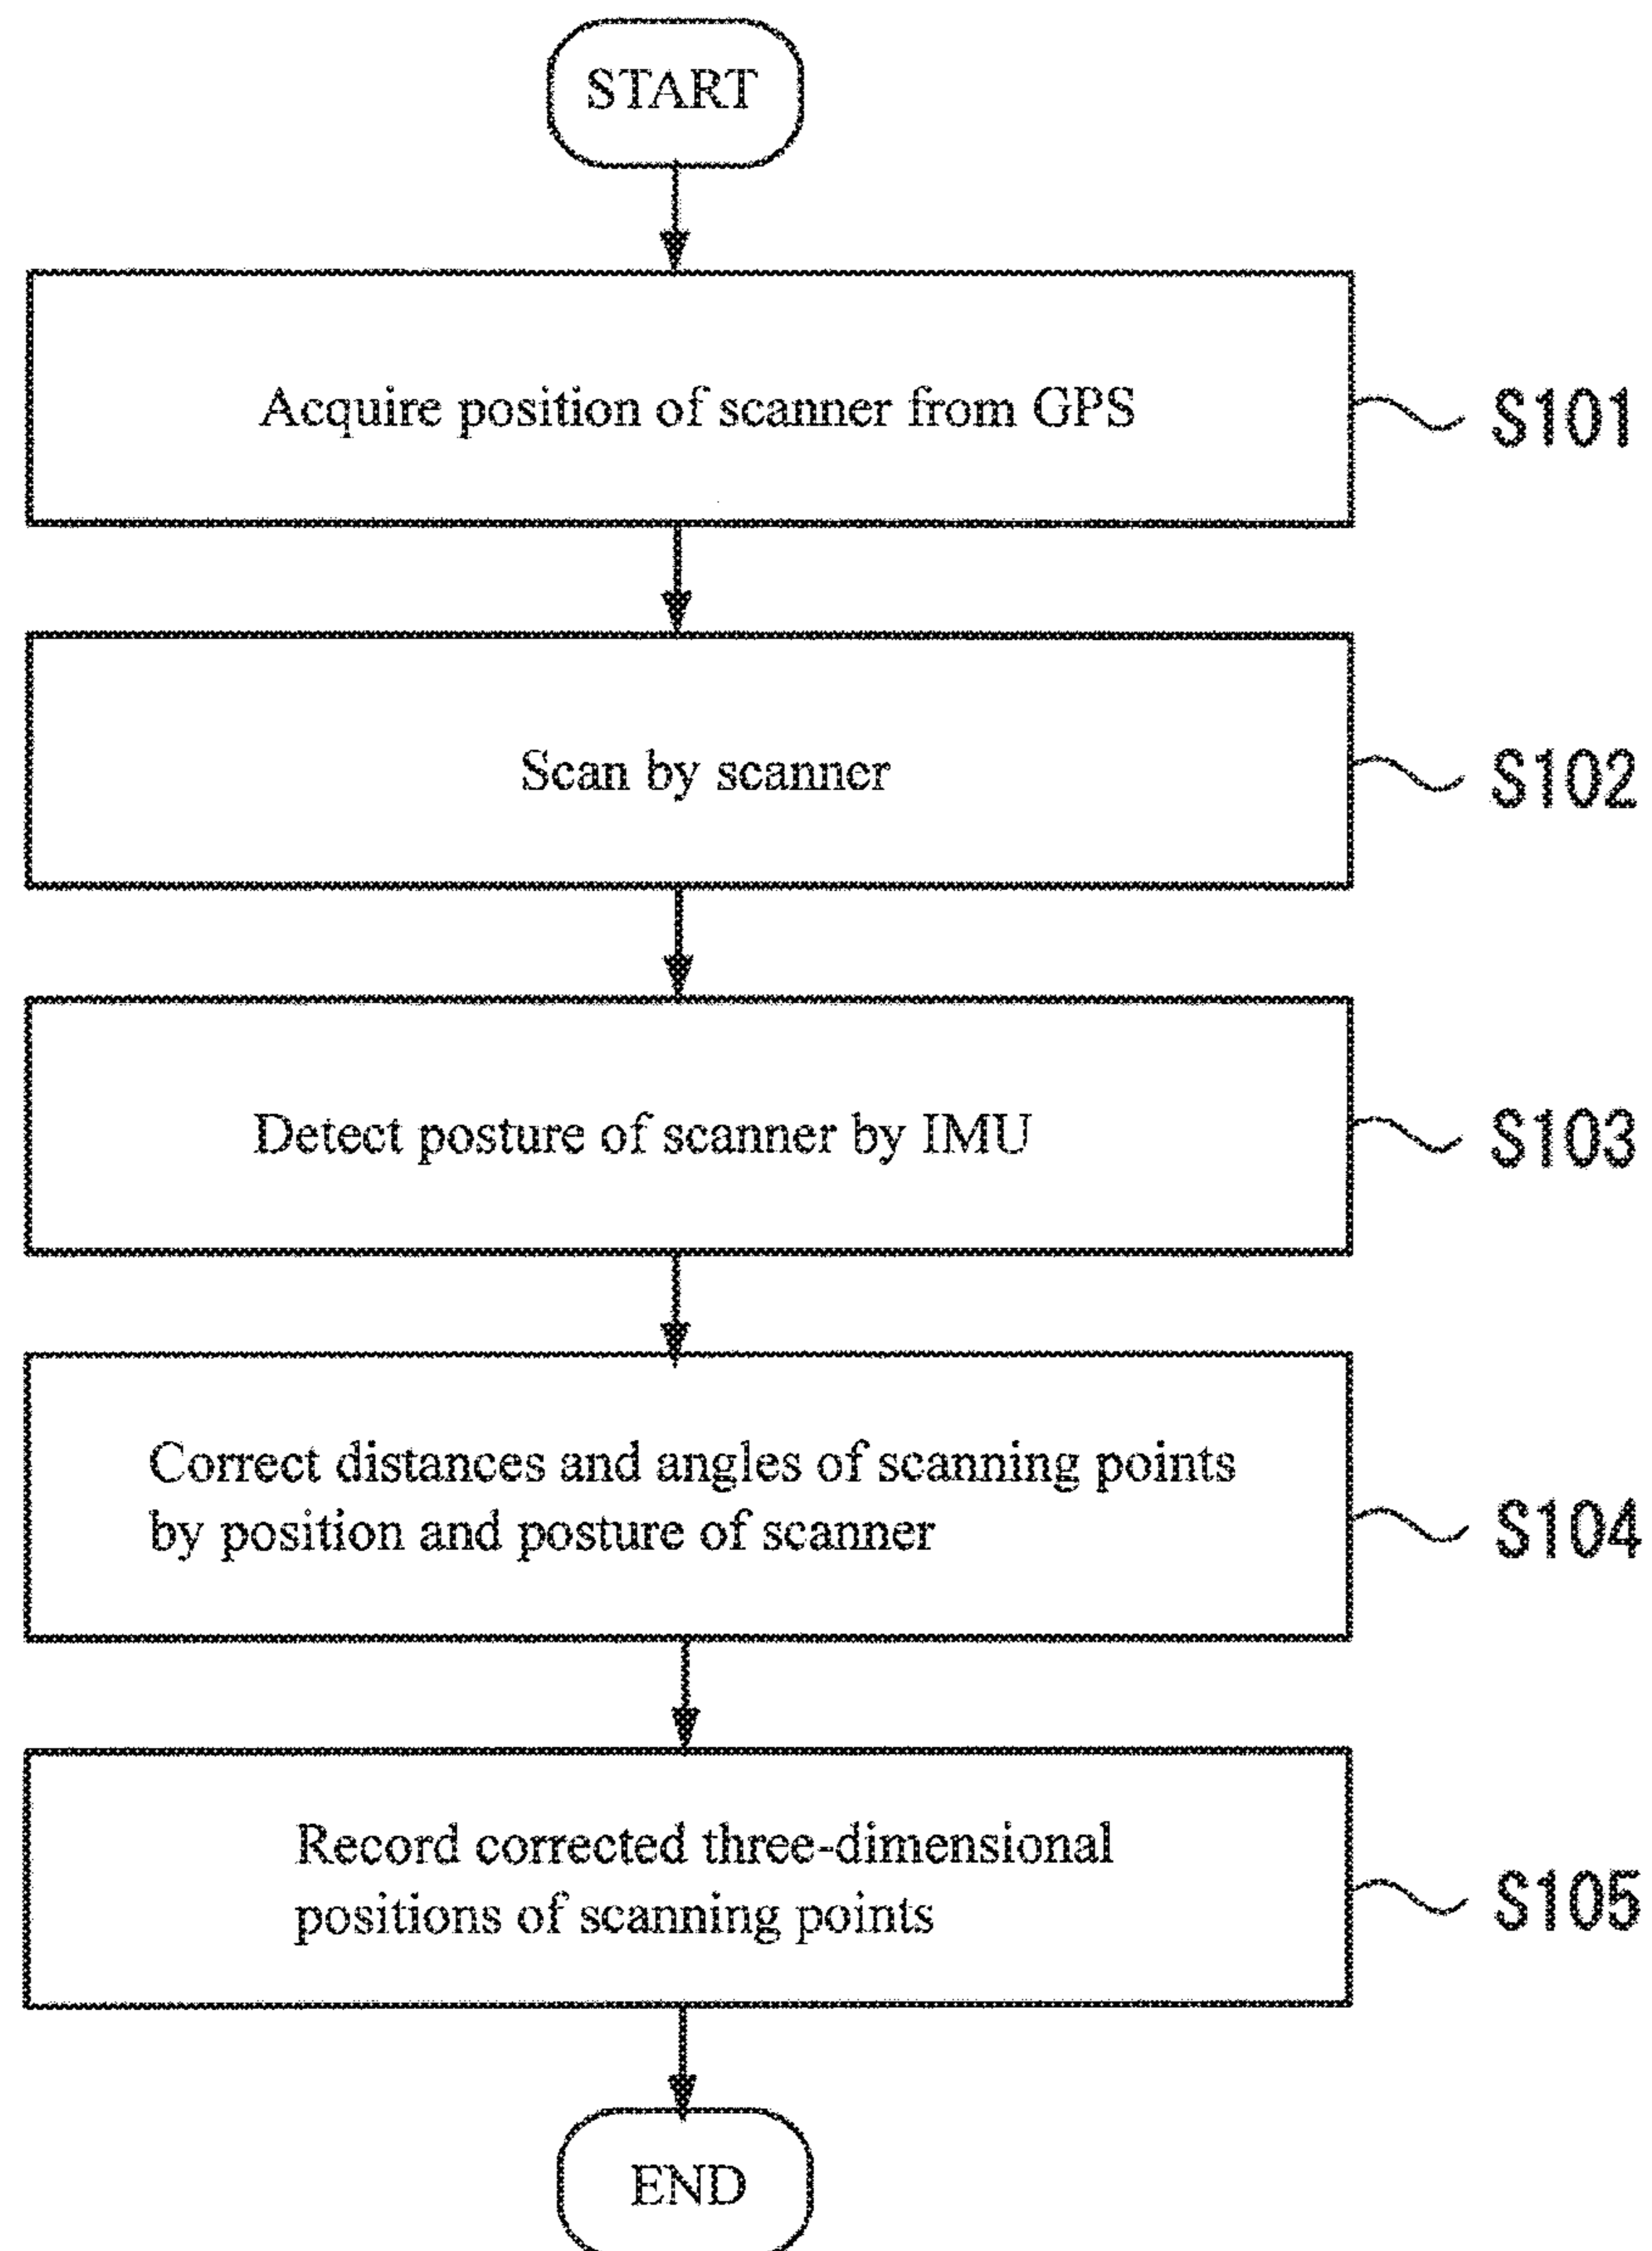 START
Acquire position of scanner from GPS
S101
Scan by scanner
S102
Detect posture of scanner by IMU
S103
Correct distances and angles of scanning points
by position and posture of scanner
S104
Record corrected three-dimensional
positions of scanning points
S105
END